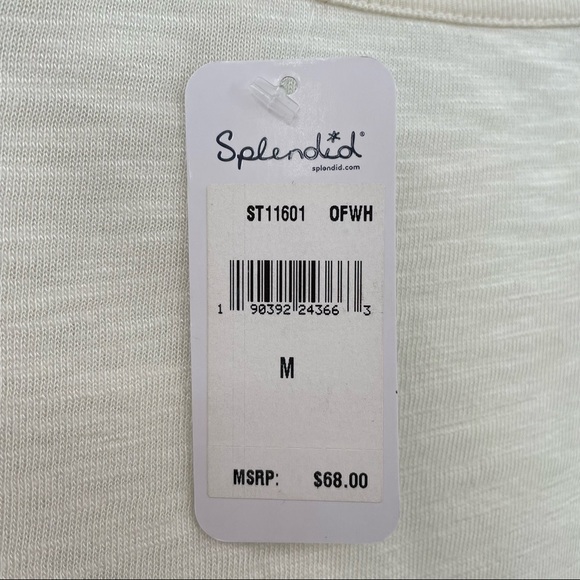 Splendid®
splendid.com
ST11601 OFWH
1 90392 24366 3
M
MSRP: $68.00